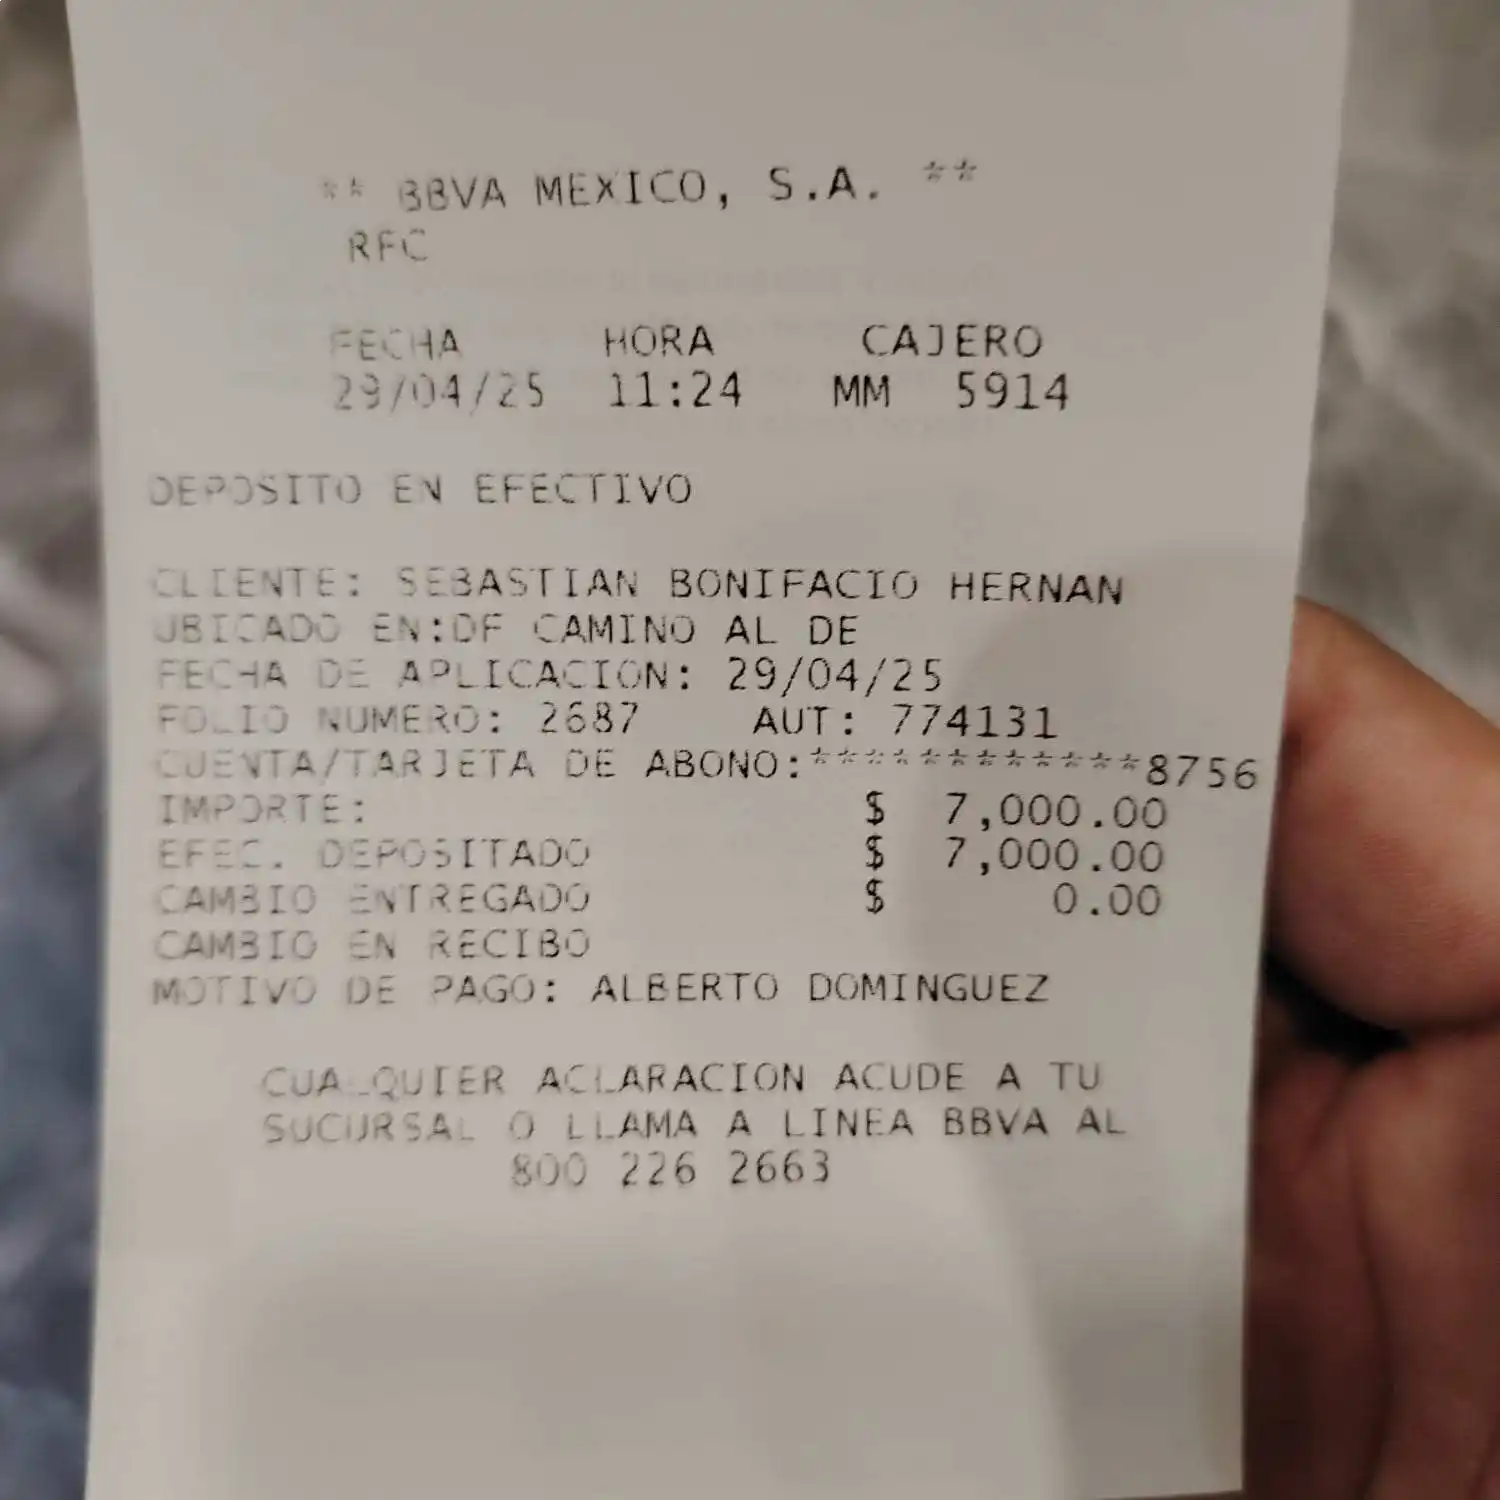 ** BBVA MEXICO, S.A. **
RFC
FECHA HORA CAJERO
29/04/25 11:24 MM 5914
DEPOSITO EN EFECTIVO
CLIENTE: SEBASTIAN BONIFACIO HERNAN
UBICADO EN:DF CAMINO AL DE
FECHA DE APLICACION: 29/04/25
FOLIO NUMERO: 2687 AUT: 774131
CUENTA/TARJETA DE ABONO:************8756
IMPORTE: $ 7,000.00
EFEC. DEPOSITADO $ 7,000.00
CAMBIO ENTREGADO $ 0.00
CAMBIO EN RECIBO
MOTIVO DE PAGO: ALBERTO DOMINGUEZ
CUALQUIER ACLARACION ACUDE A TU
SUCURSAL O LLAMA A LINEA BBVA AL
800 226 2663